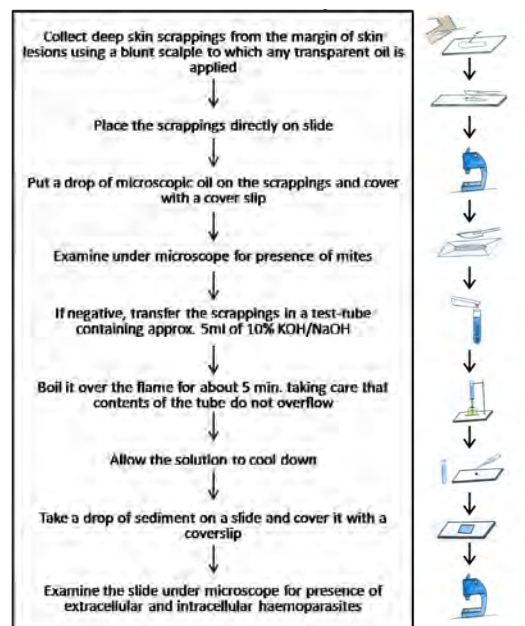 Collect deep skin scrappings from the margin of skin
lesions using a blunt scalple to which any transparent oil is
applied
Place the scrappings directly on slide
Put a drop of microscopic oil on the scrappings and cover
with a cover slip
Examine under microscope for presence of mites
If negative, transfer the scrappings in a test-tube
containing approx. 5ml of 10% KOH/NaOH
Boil it over the flame for about 5 min. taking care that
contents of the tube do not overflow
Allow the solution to cool down
Take a drop of sediment on a slide and cover it with a
coverslip
Examine the slide under microscope for presence of
extracellular and intracellular haemoparasites